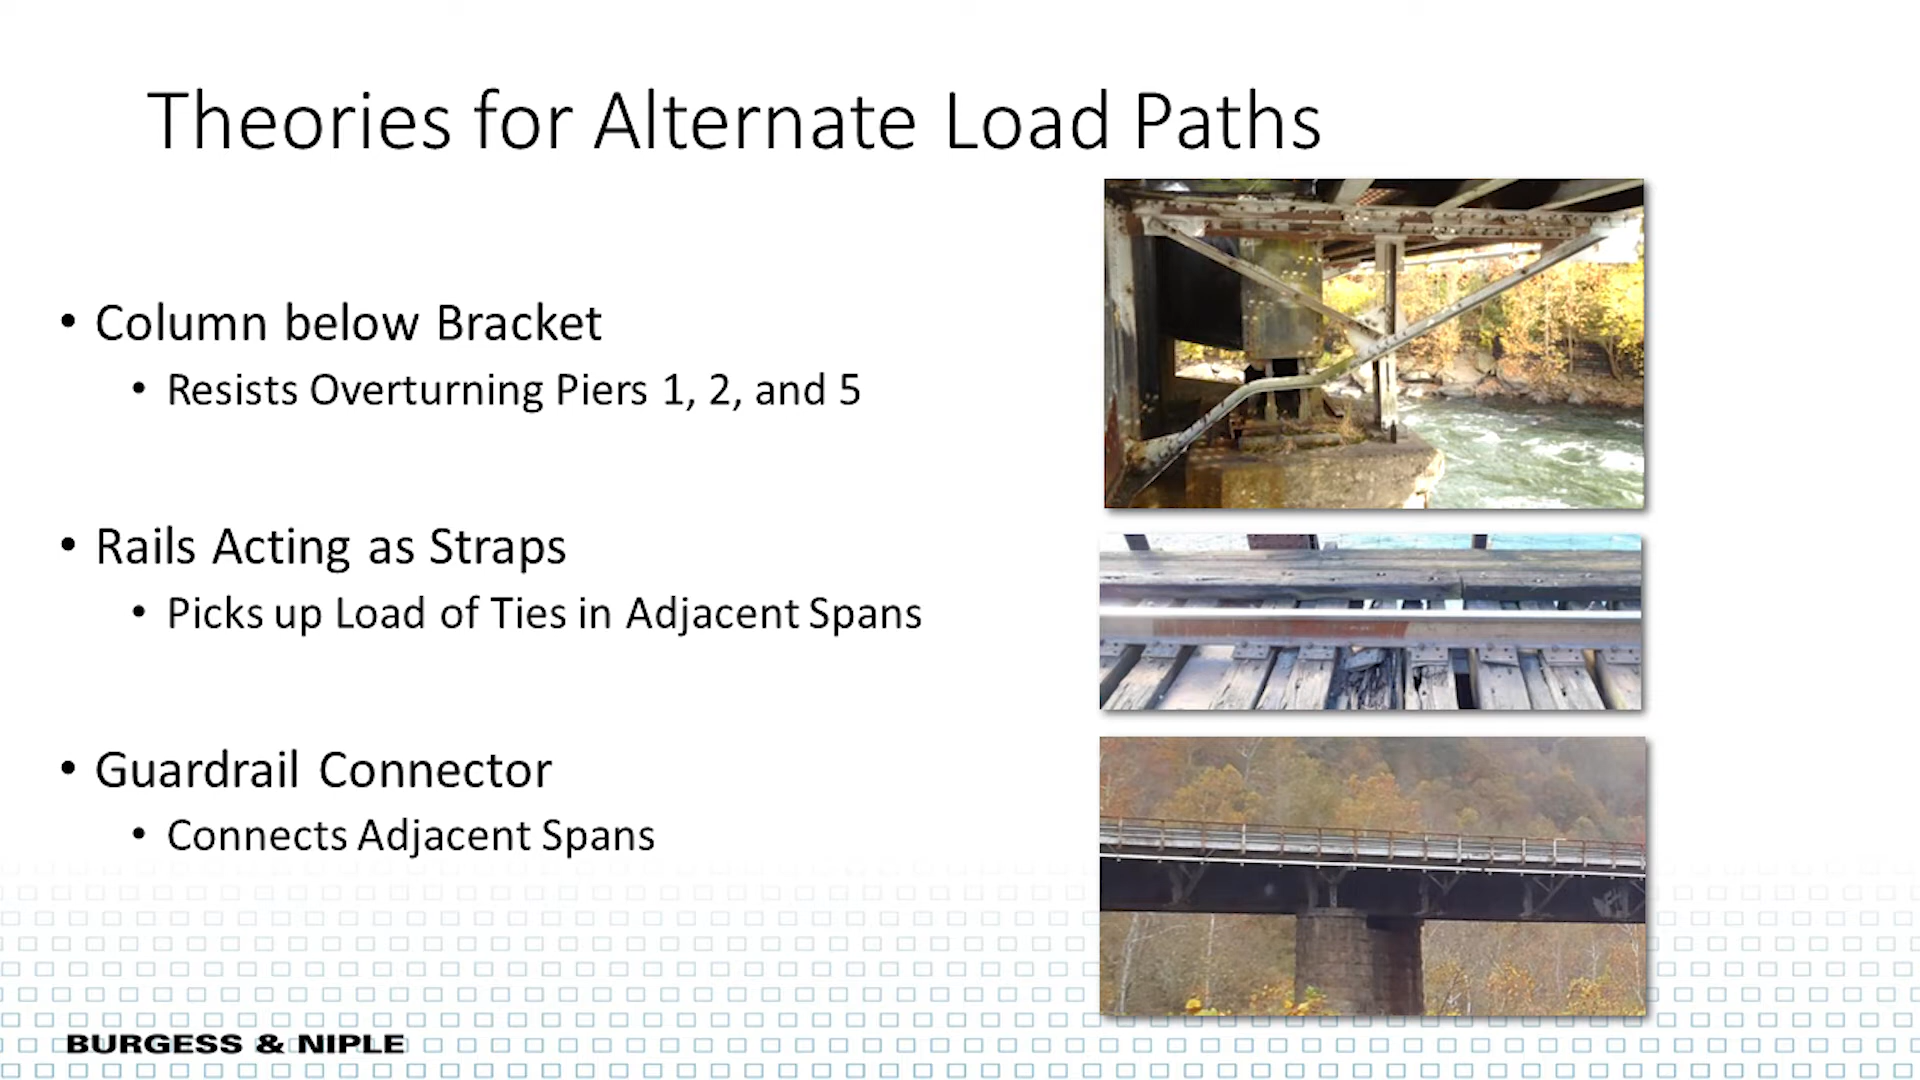 Theories for Alternate Load Paths
• Column below Bracket
• Resists Overturning Piers 1, 2, and 5
• Rails Acting as Straps
• Picks up Load of Ties in Adjacent Spans
• Guardrail Connector
• Connects Adjacent Spans
BURGESS & NIPLE